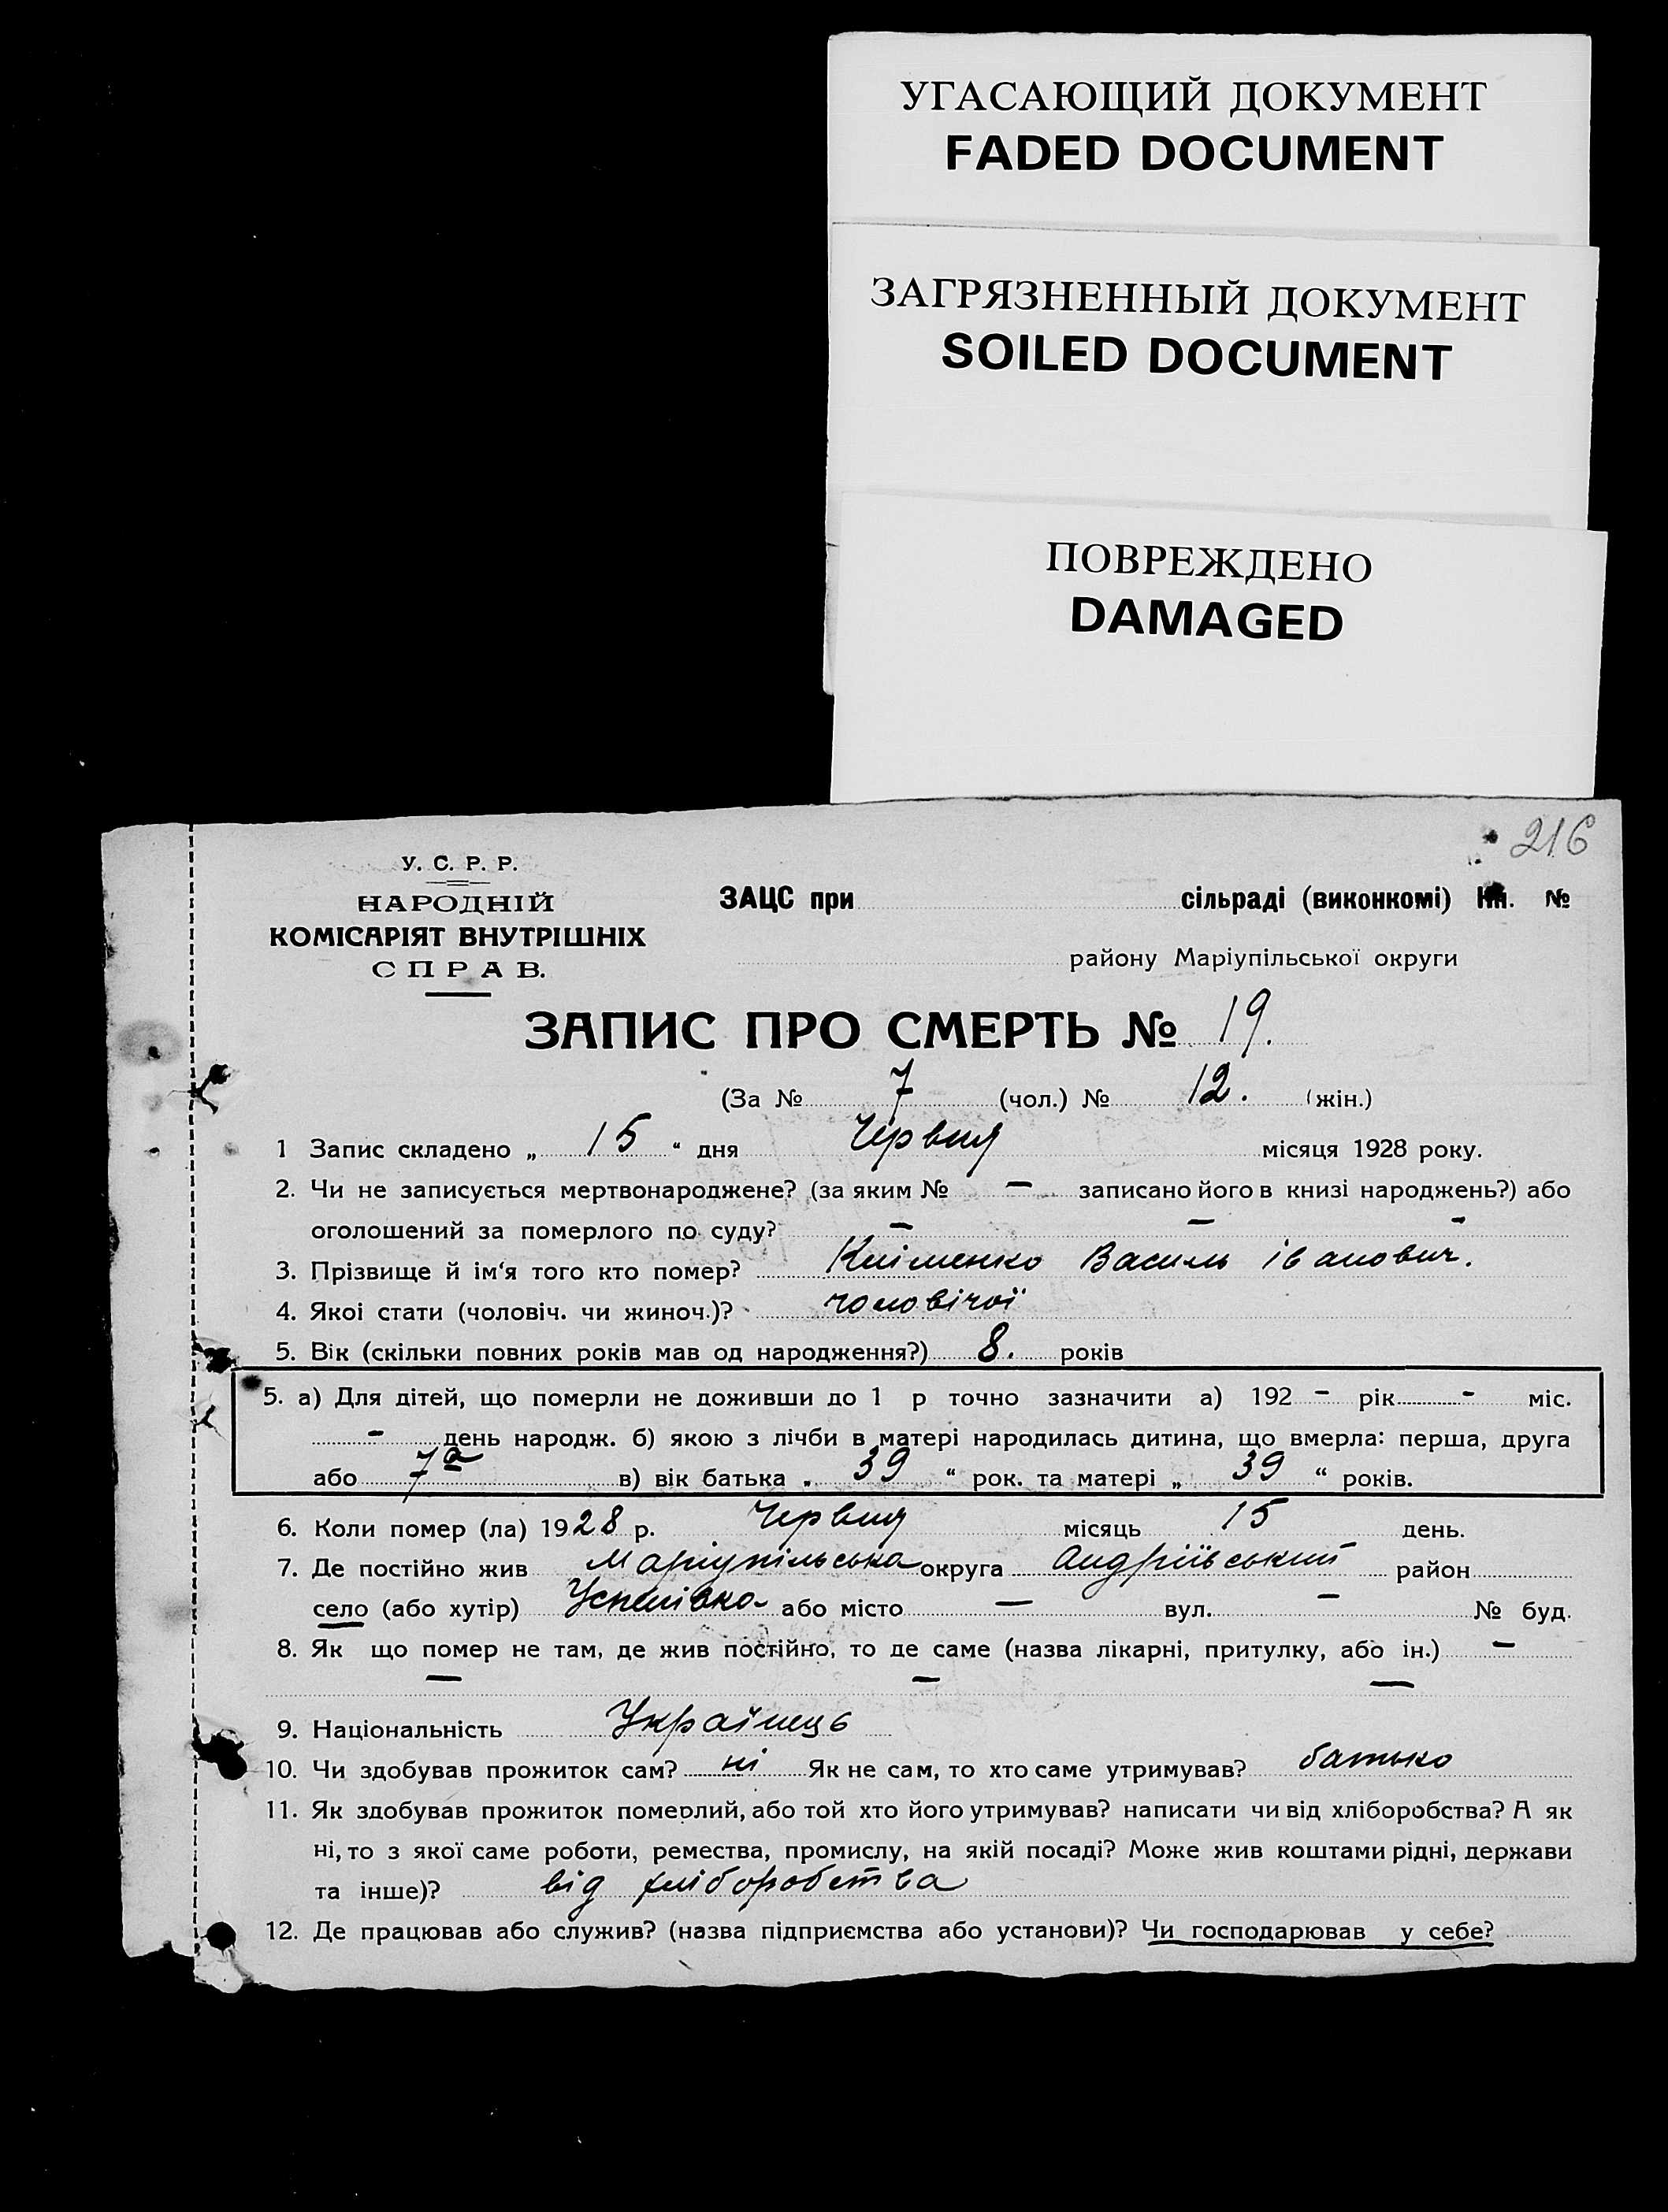 УГАСАЮЩИЙ ДОКУМЕНТ
FADED DOCUMENT
ЗАГРЯЗНЕННЫЙ ДОКУМЕНТ
SOILED DOCUMENT
ПОВРЕЖДЕНО
DAMAGED
216
У. С. Р. Р.
НАРОДНІЙ
КОМІСАРІЯТ ВНУТРІШНІХ
СПРАВ.
ЗАЦС при сільраді (виконкомі) №
району Маріупільської округи
ЗАПИС ПРО СМЕРТЬ № 19.
(За № 7 (чол.) № 12. (жін.)
1 Запис складено „ 15 “ дня Червня місяця 1928 року.
2. Чи не записується мертвонароджене? (за яким № — записано його в книзі народжень?) або
оголошений за померлого по суду? — — -
3. Прізвище й ім'я того кто помер? Кліменко Василь Іванович.
4. Якоі стати (чоловіч. чи жиноч.)? чоловічої
5. Вік (скільки повних років мав од народження?) 8. років
5. а) Для дітей, що померли не доживши до 1 р точно зазначити а) 192 - рік - міс.
- день народж. б) якою з лічби в матері народилась дитина, що вмерла: перша, друга
або 7а в) вік батька „ 39 “ рок. та матері „ 39 “ років.
6. Коли помер (ла) 1928 р. Червня місяць 15 день.
7. Де постійно жив Маріупільська округа Андріївський район
село (або хутір) Успенівка або місто — вул. — № буд.
8. Як що помер не там, де жив постійно, то де саме (назва лікарні, притулку, або ін.) —
— — —
9. Національність Українець
10. Чи здобував прожиток сам? ні Як не сам, то хто саме утримував? батько
11. Як здобував прожиток померлий, або той хто його утримував? написати чи від хліборобства? А як
ні, то з якої саме роботи, ремества, промислу, на якій посаді? Може жив коштами рідні, держави
та інше)? від хліборобства
12. Де працював або служив? (назва підприємства або установи)? Чи господарював у себе?